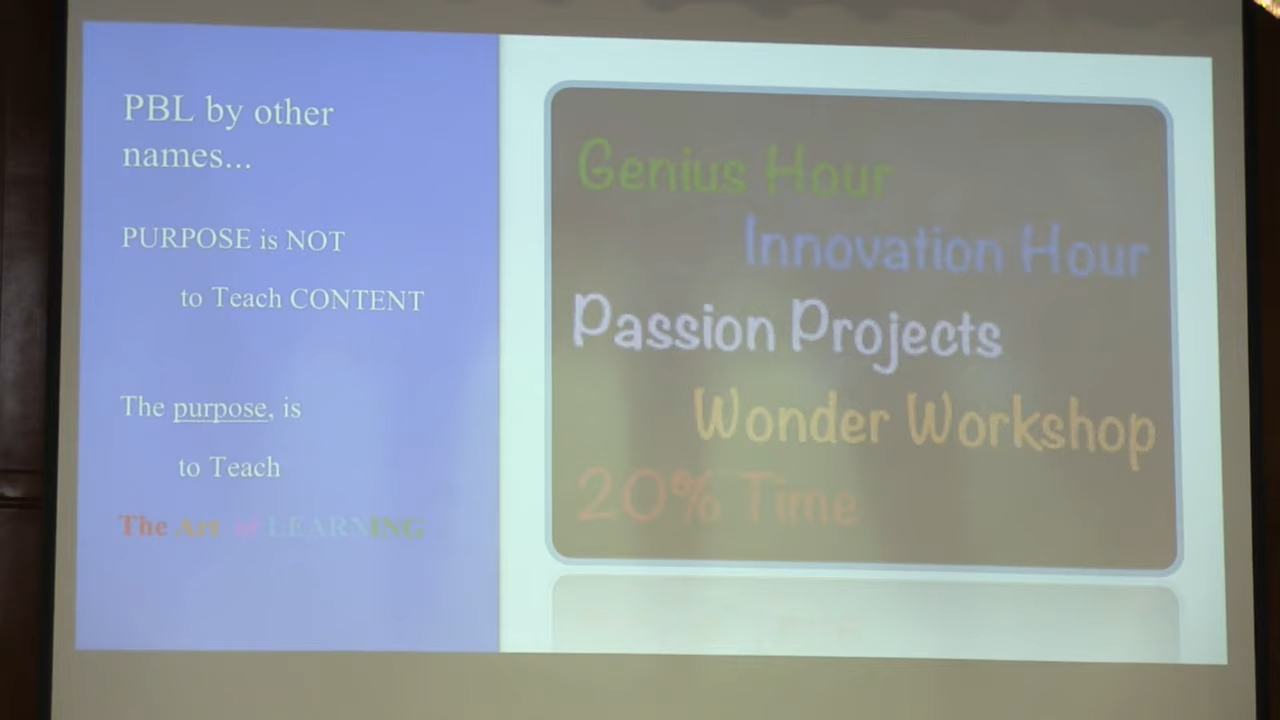 PBL by other
names...
PURPOSE is NOT
to Teach CONTENT
The purpose, is
to Teach
The Art of LEARNING
Genius Hour
Innovation Hour
Passion Projects
Wonder Workshop
20% Time